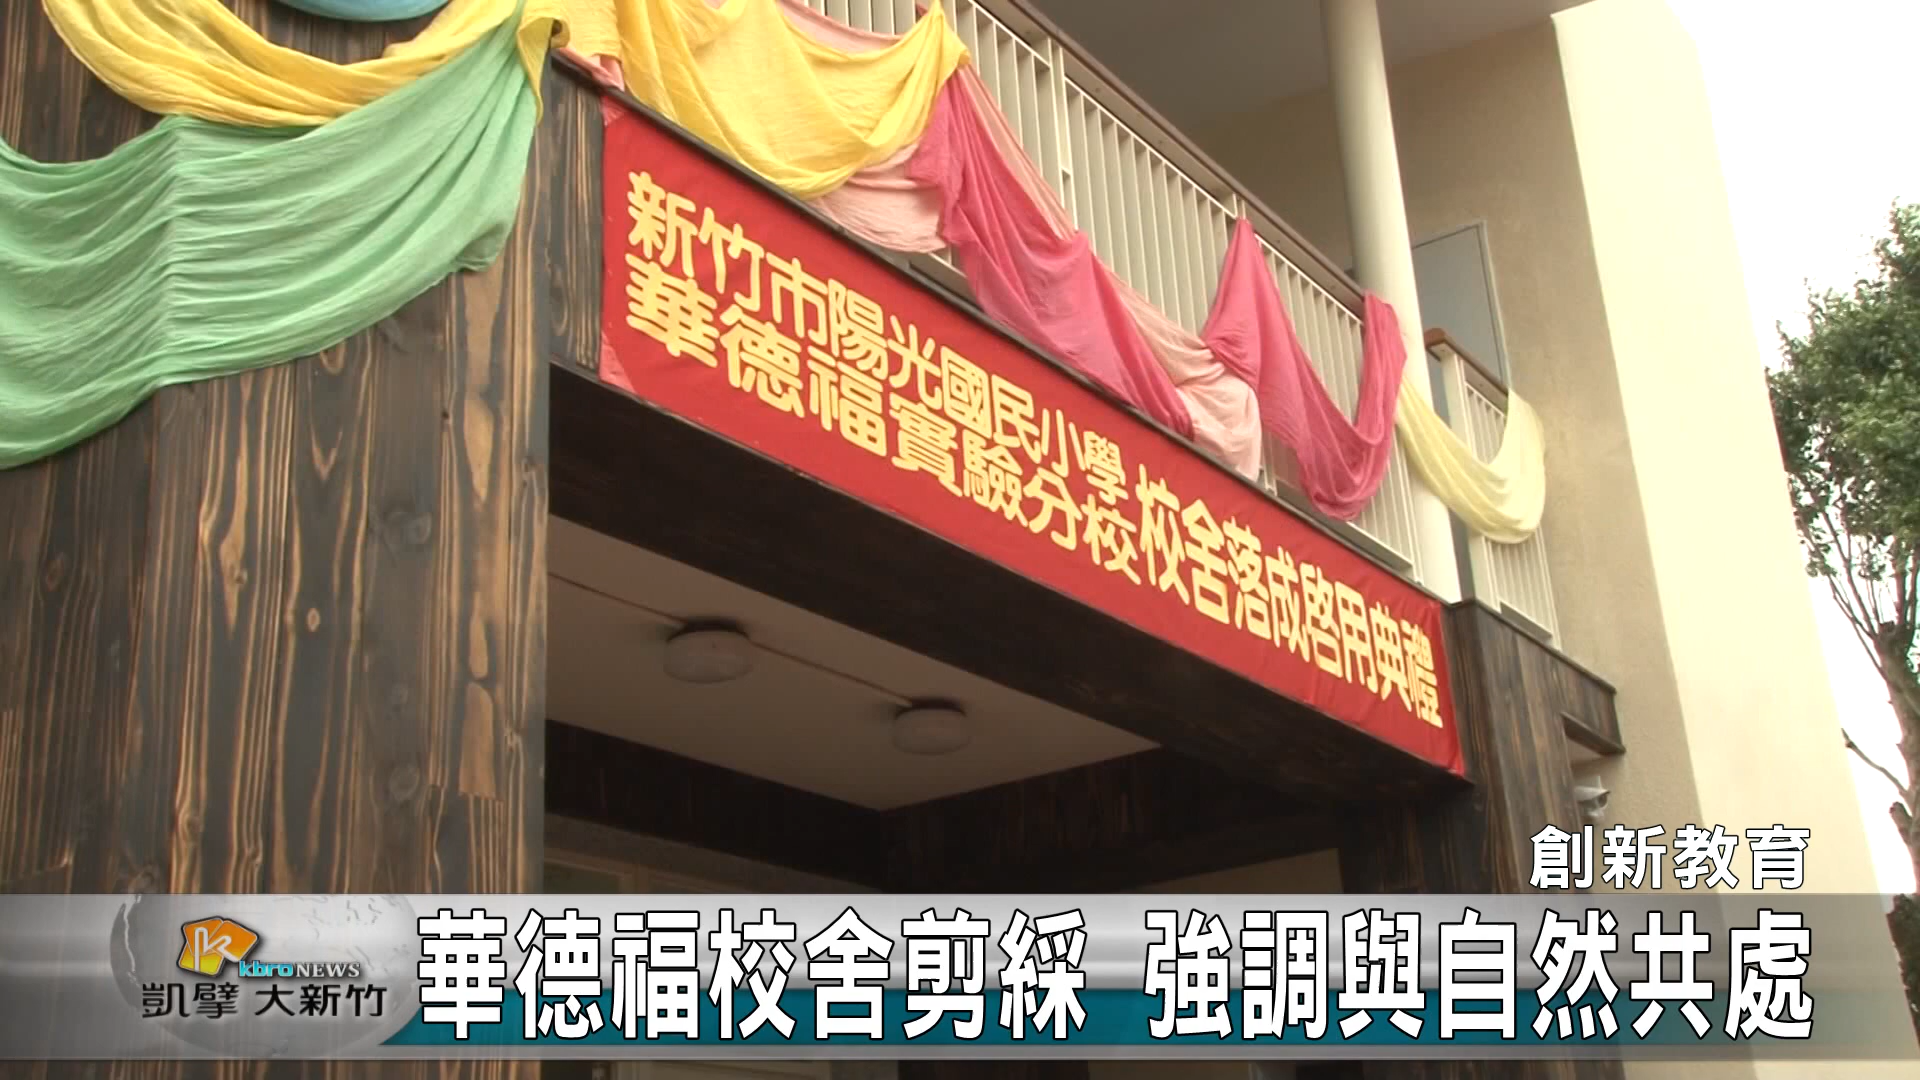 新竹市陽光國民小學
華德福實驗分校
校舍落成啓用典禮
創新教育
k
kbro NEWS
凱擘 大新竹
華德福校舍剪綵 強調與自然共處